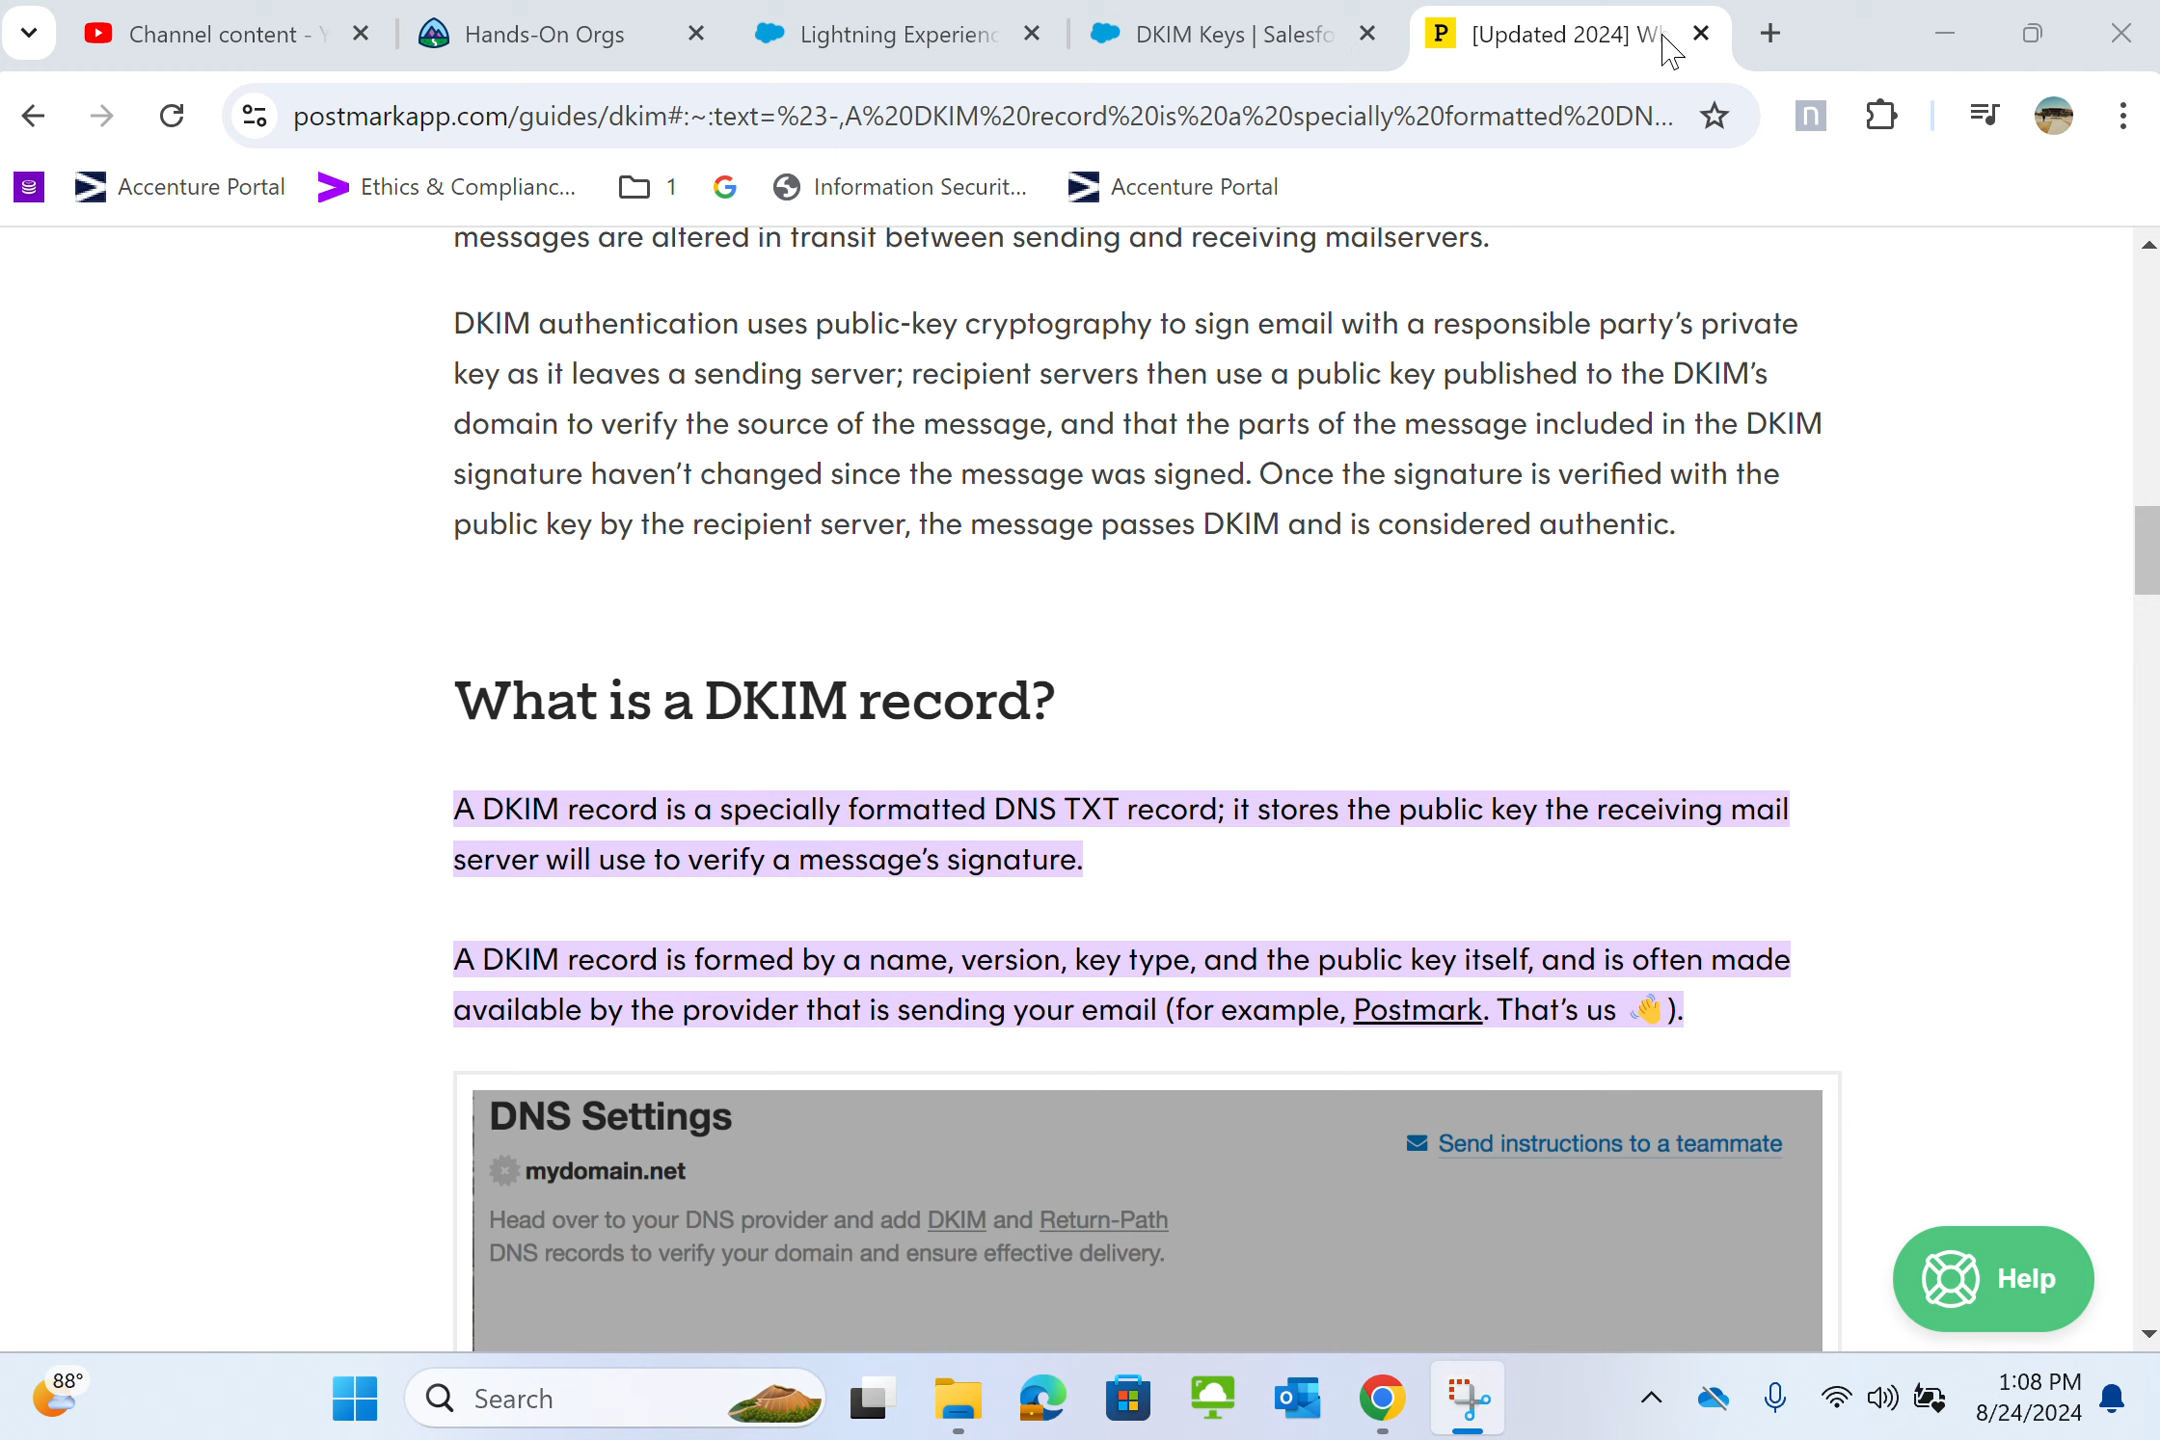 Channel content - Y
Hands-On Orgs
Lightning Experienc
DKIM Keys | Salesfo
P [Updated 2024] Wh
postmarkapp.com/guides/dkim#:~:text=%23-,A%20DKIM%20record%20is%20a%20specially%20formatted%20DN...
n
Accenture Portal
Ethics & Complianc...
1
G
Information Securit...
Accenture Portal
messages are altered in transit between sending and receiving mailservers.
DKIM authentication uses public-key cryptography to sign email with a responsible party’s private
key as it leaves a sending server; recipient servers then use a public key published to the DKIM’s
domain to verify the source of the message, and that the parts of the message included in the DKIM
signature haven’t changed since the message was signed. Once the signature is verified with the
public key by the recipient server, the message passes DKIM and is considered authentic.
What is a DKIM record?
A DKIM record is a specially formatted DNS TXT record; it stores the public key the receiving mail
server will use to verify a message’s signature.
A DKIM record is formed by a name, version, key type, and the public key itself, and is often made
available by the provider that is sending your email (for example, Postmark. That’s us 👋).
DNS Settings
Send instructions to a teammate
mydomain.net
Head over to your DNS provider and add DKIM and Return-Path
DNS records to verify your domain and ensure effective delivery.
Help
88°
Search
1:08 PM
8/24/2024